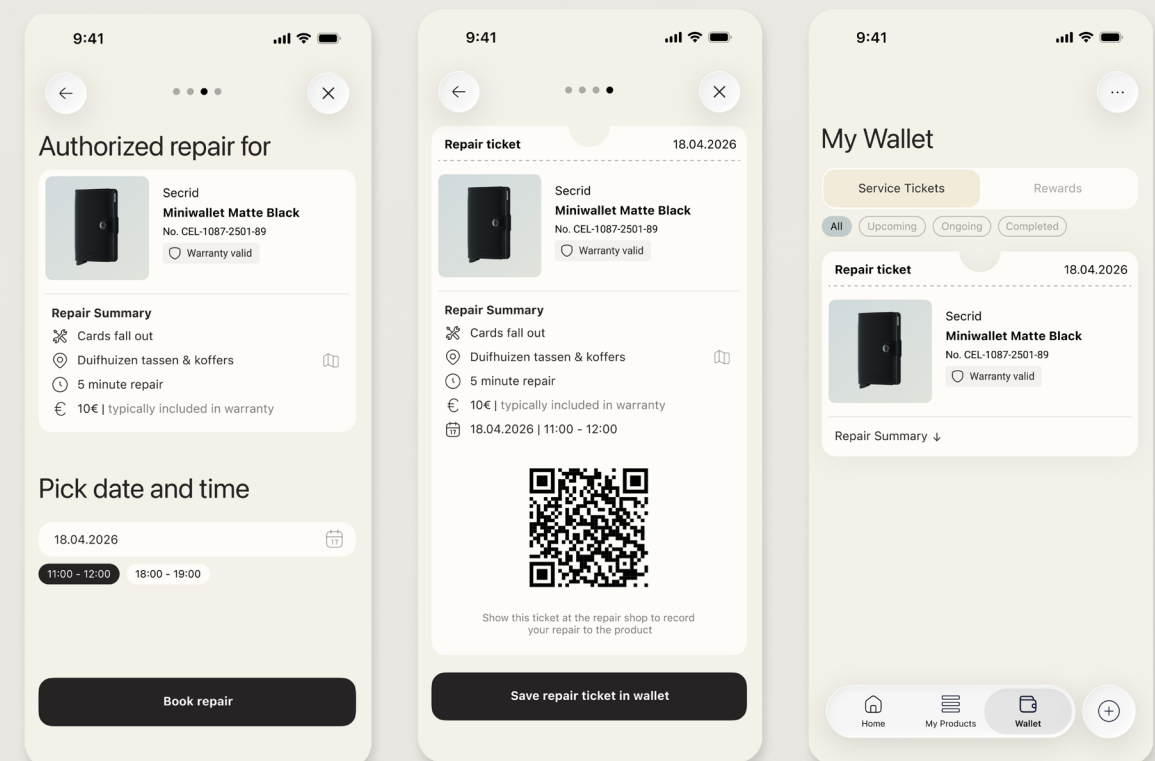 9:41
Authorized repair for
Secrid
Miniwallet Matte Black
No. CEL-1087-2501-89
Warranty valid
Repair Summary
Cards fall out
Duifhuizen tassen & koffers
5 minute repair
10€ | typically included in warranty
Pick date and time
18.04.2026
17
11:00 - 12:00
18:00 - 19:00
Book repair
9:41
Repair ticket
18.04.2026
Secrid
Miniwallet Matte Black
No. CEL-1087-2501-89
Warranty valid
Repair Summary
Cards fall out
Duifhuizen tassen & koffers
5 minute repair
10€ | typically included in warranty
17
18.04.2026 | 11:00 - 12:00
Show this ticket at the repair shop to record
your repair to the product
Save repair ticket in wallet
9:41
My Wallet
Service Tickets
Rewards
All
Upcoming
Ongoing
Completed
Repair ticket
18.04.2026
Secrid
Miniwallet Matte Black
No. CEL-1087-2501-89
Warranty valid
Repair Summary ↓
Home
My Products
Wallet